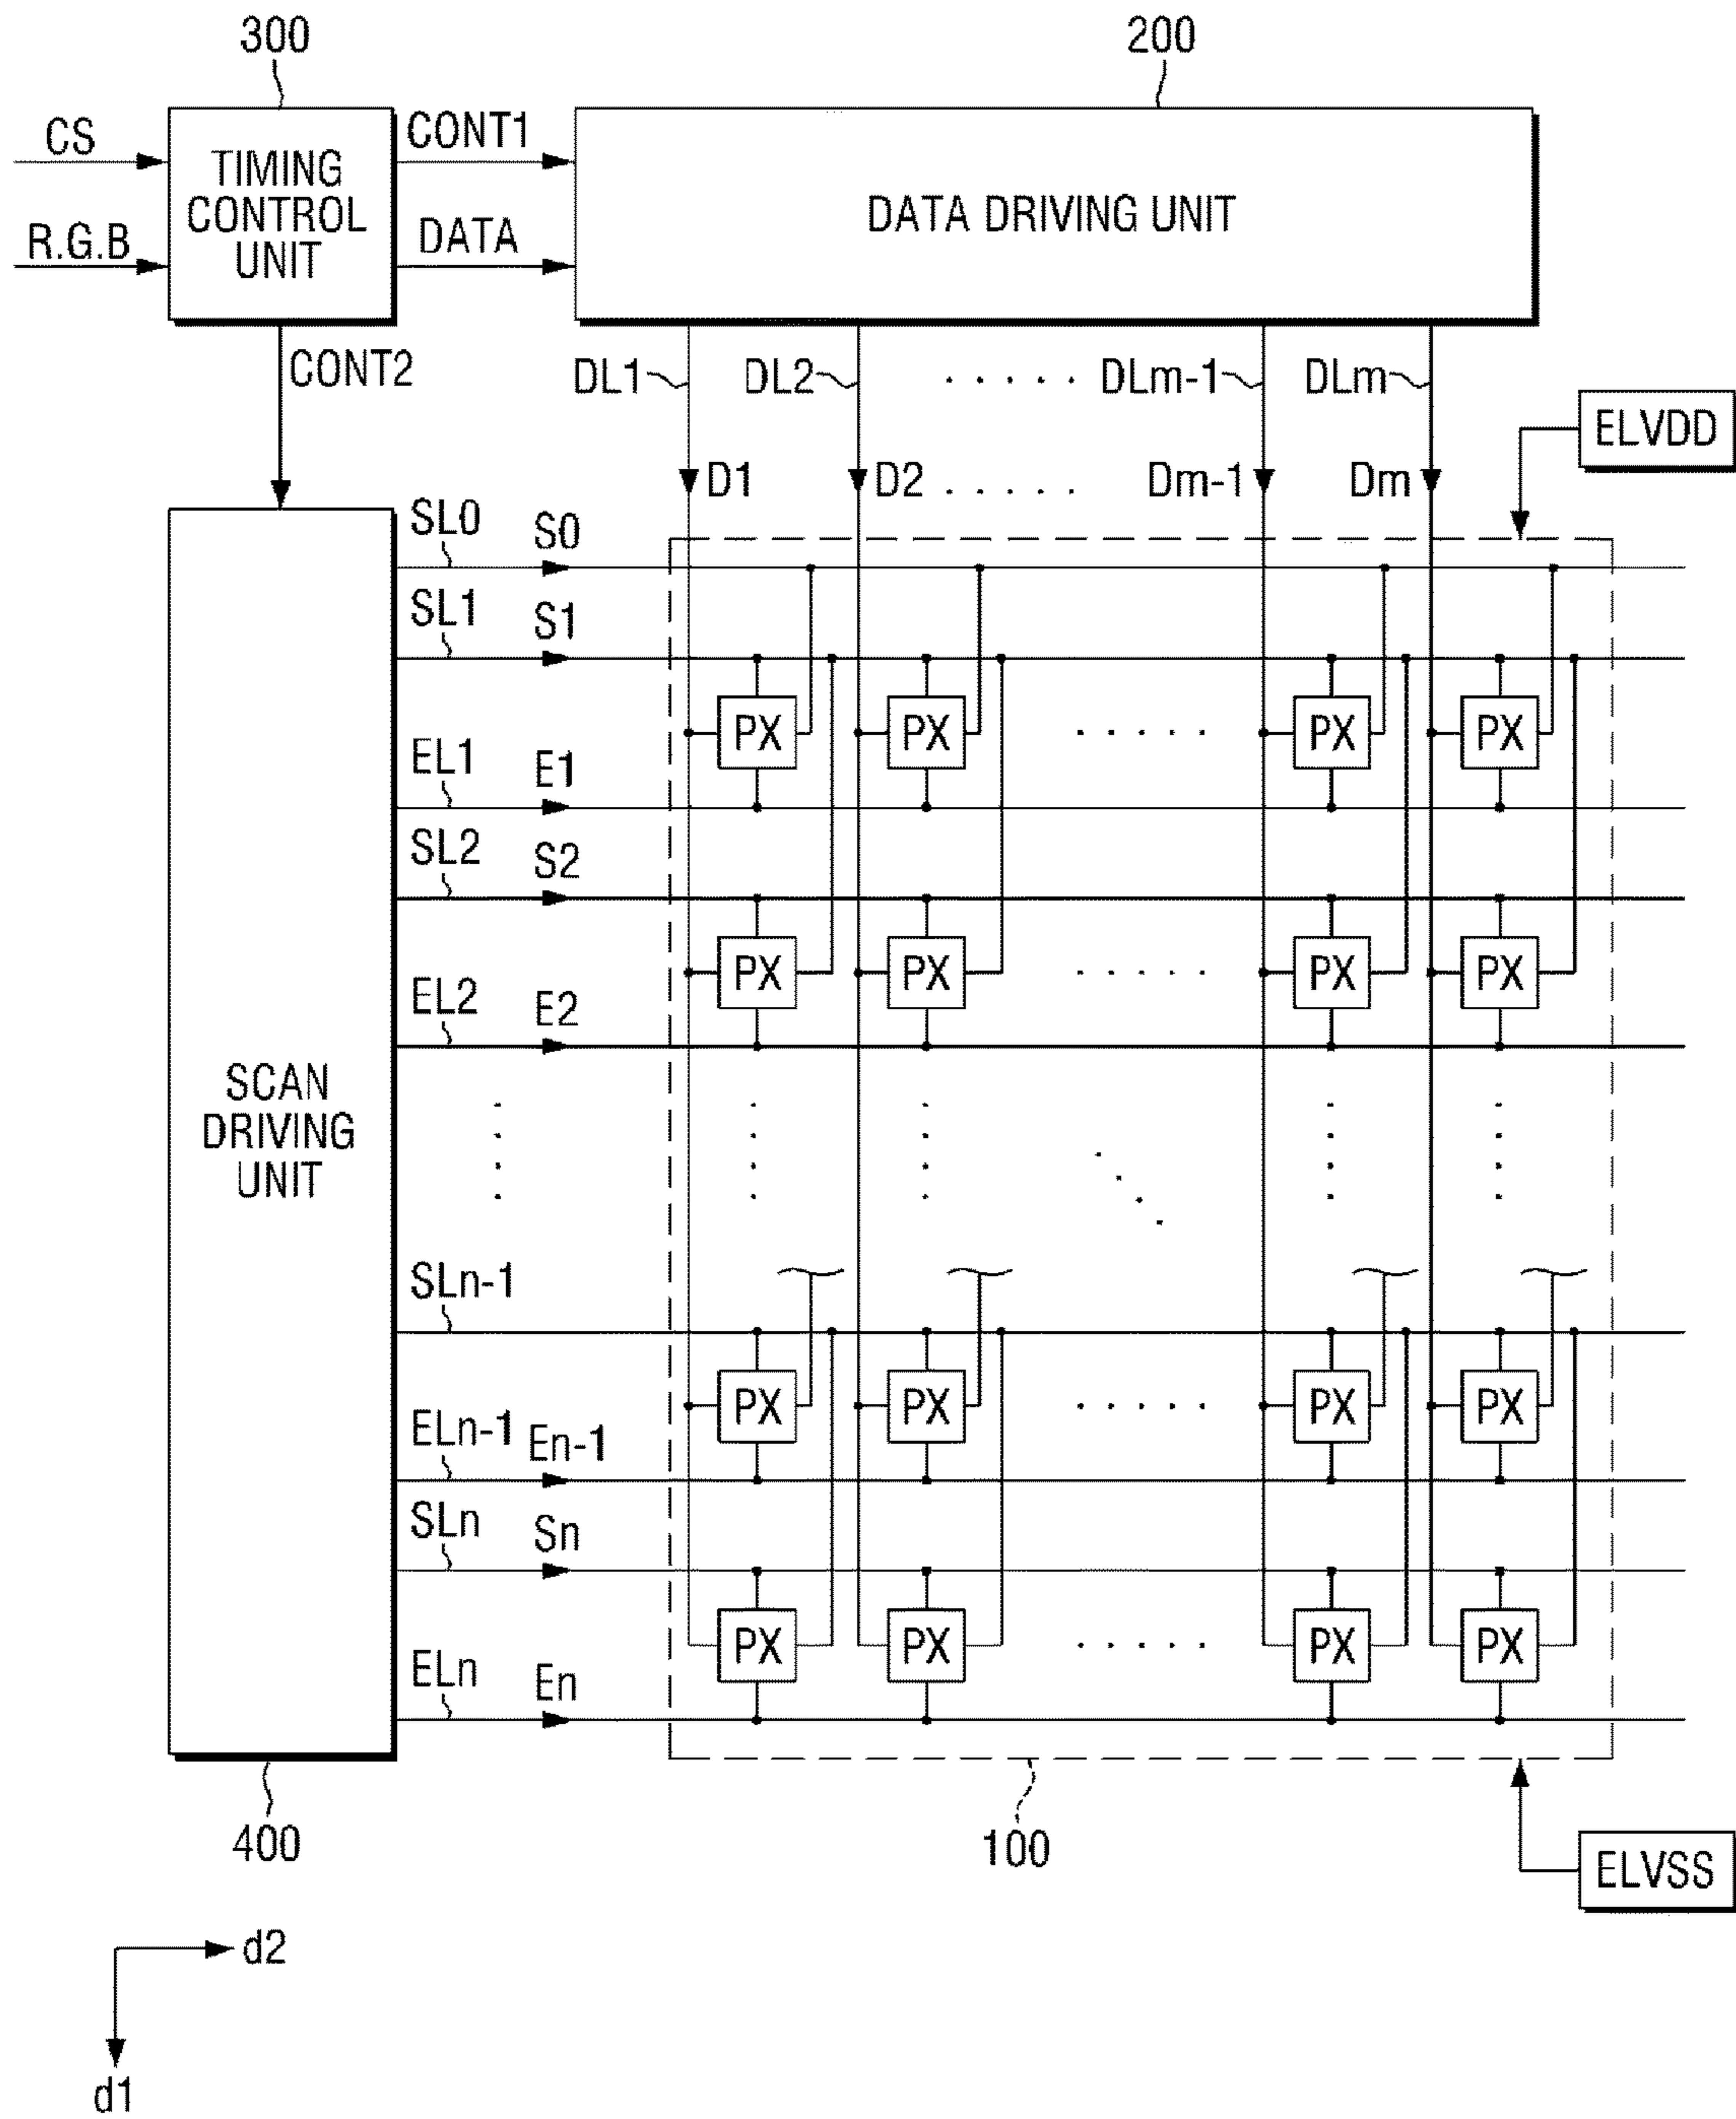 300
200
CS
R.G.B
TIMING
CONTROL
UNIT
CONT1
DATA
DATA DRIVING UNIT
CONT2
DL1
DL2
. . . . .
DLm-1
DLm
ELVDD
D1
D2
. . . . .
Dm-1
Dm
SL0
S0
SL1
S1
PX
PX
. . . . .
PX
PX
EL1
E1
SL2
S2
PX
PX
. . . . .
PX
PX
EL2
E2
SCAN
DRIVING
UNIT
SLn-1
PX
PX
. . . . .
PX
PX
ELn-1
En-1
SLn
Sn
PX
PX
. . . . .
PX
PX
ELn
En
400
100
ELVSS
d2
d1